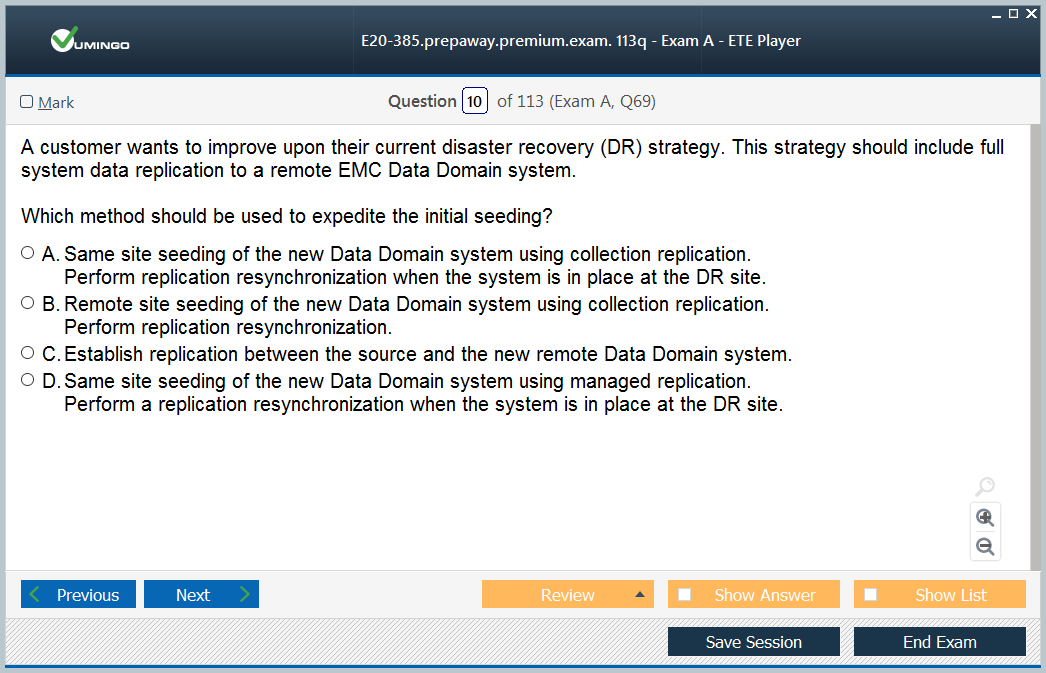 VUMINGO
E20-385.prepaway.premium.exam. 113q - Exam A - ETE Player
Mark
Question 10 of 113 (Exam A, Q69)
A customer wants to improve upon their current disaster recovery (DR) strategy. This strategy should include full
system data replication to a remote EMC Data Domain system.
Which method should be used to expedite the initial seeding?
A. Same site seeding of the new Data Domain system using collection replication.
Perform replication resynchronization when the system is in place at the DR site.
B. Remote site seeding of the new Data Domain system using collection replication.
Perform replication resynchronization.
C. Establish replication between the source and the new remote Data Domain system.
D. Same site seeding of the new Data Domain system using managed replication.
Perform a replication resynchronization when the system is in place at the DR site.
Previous
Next
Review
Show Answer
Show List
Save Session
End Exam